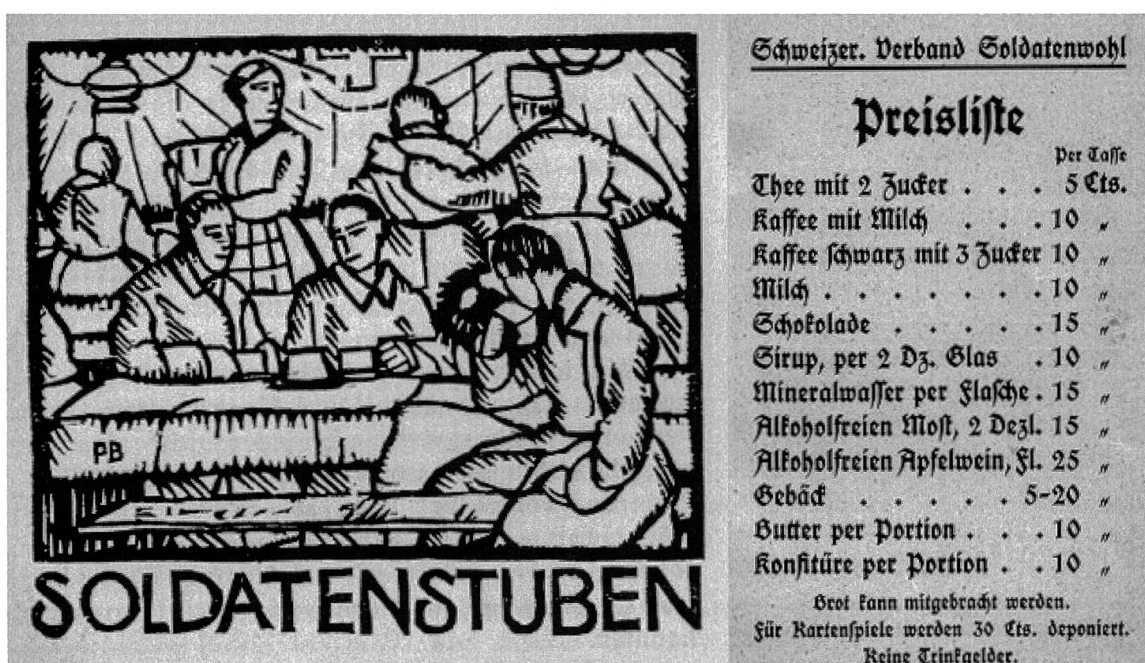 PB
SOLDATENSTUBEN
Schweizer. Verband Soldatenwohl
Preisliste
Per Tasse
Thee mit 2 Zucker . . . 5 Cts.
Kaffee mit Milch . . . 10 "
Kaffee schwarz mit 3 Zucker 10 "
Milch . . . . . . . 10 "
Schokolade . . . . . 15 "
Sirup, per 2 Dz. Glas . 10 "
Mineralwasser per Flasche . 15 "
Alkoholfreien Most, 2 Dezl. 15 "
Alkoholfreien Apfelwein, Fl. 25 "
Gebäck . . . . . 5-20 "
Butter per Portion . . . 10 "
Konfitüre per Portion . . 10 "
Brot kann mitgebracht werden.
Für Kartenspiele werden 30 Cts. deponiert.
Keine Trinkgelder.